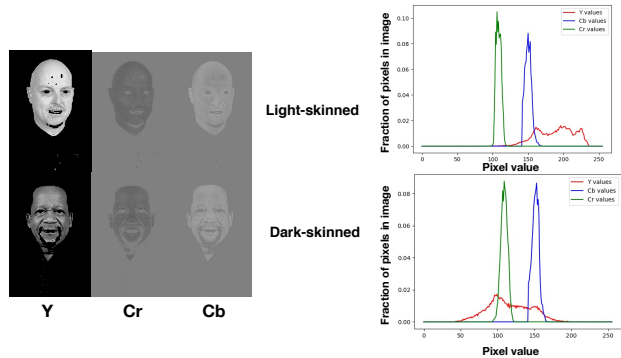 Light-skinned
Dark-skinned
Y
Cr
Cb
Fraction of pixels in image
0.10
0.08
0.06
0.04
0.02
0.00
0
50
100
150
200
250
Pixel value
Y values
Cb values
Cr values
Fraction of pixels in image
0.08
0.06
0.04
0.02
0.00
0
50
100
150
200
250
Pixel value
Y values
Cb values
Cr values